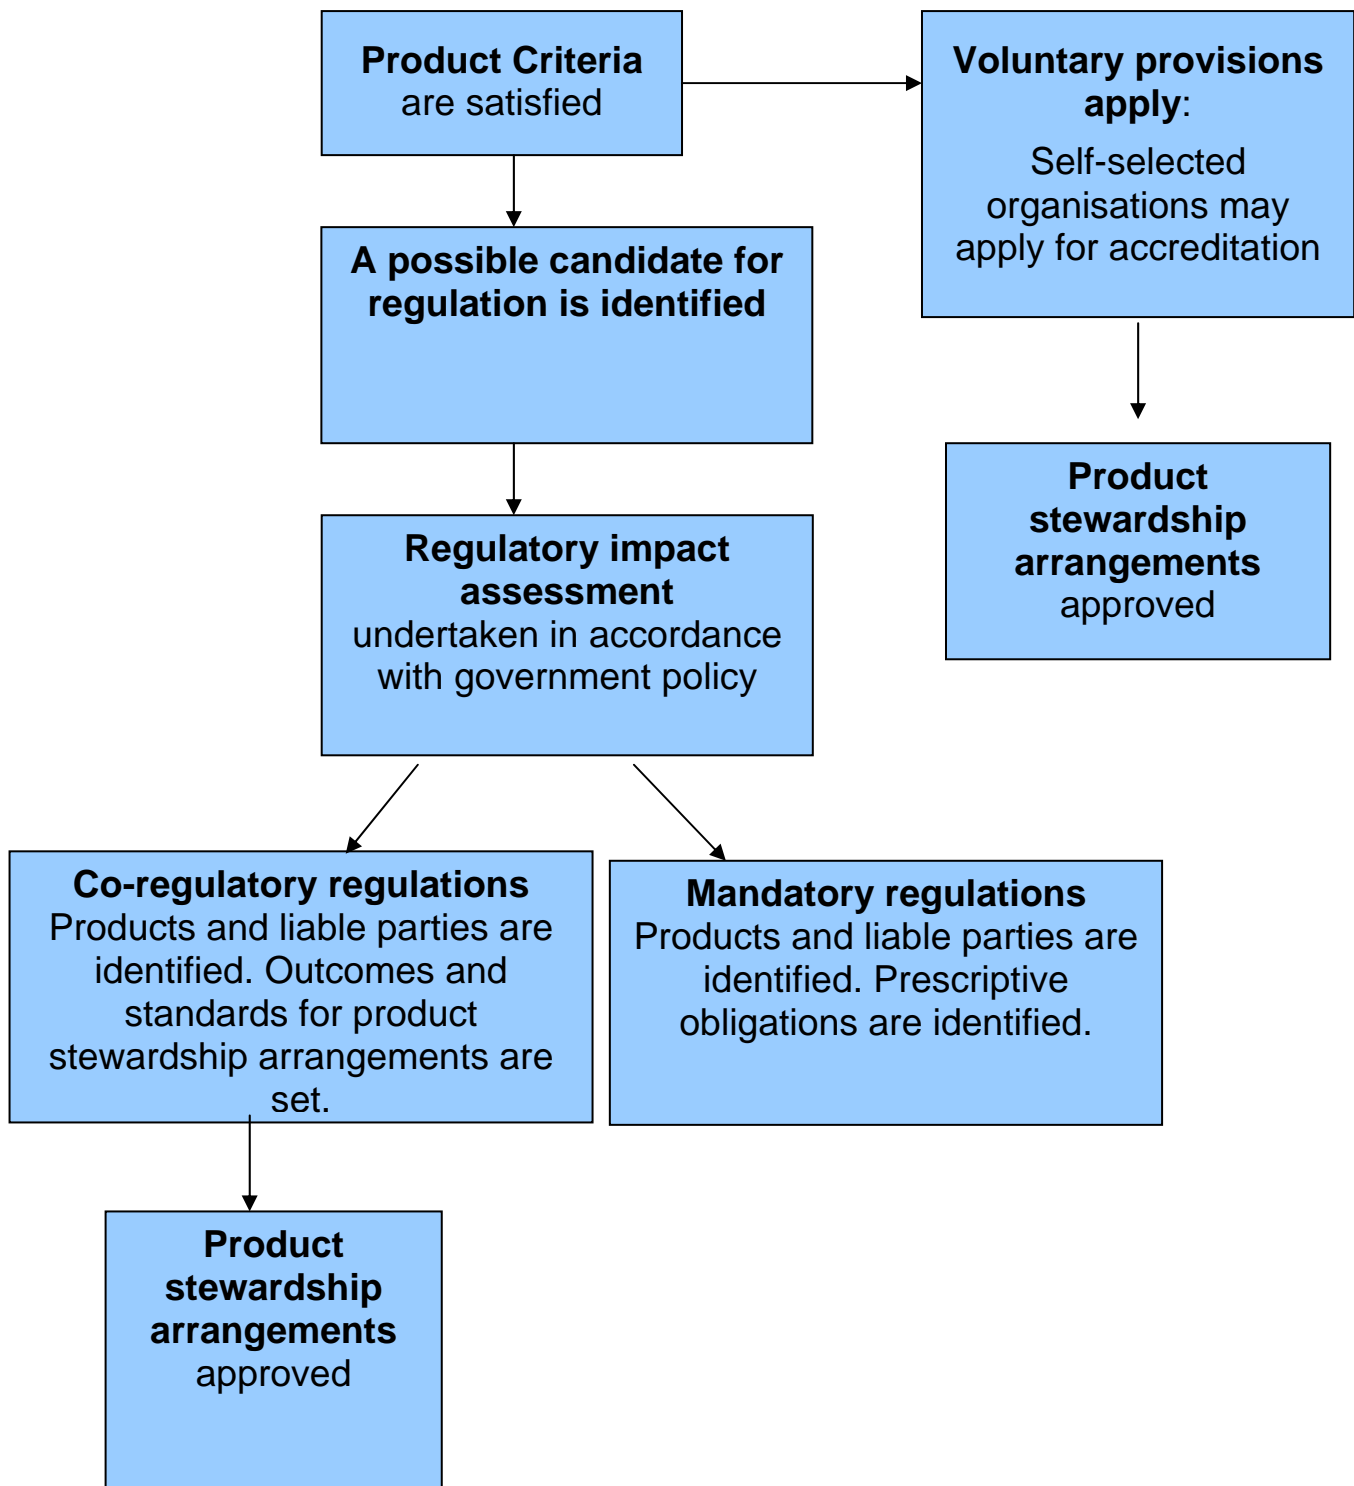 Product Criteria
are satisfied
Voluntary provisions
apply:
Self-selected
organisations may
apply for accreditation
A possible candidate for
regulation is identified
Product
stewardship
arrangements
approved
Regulatory impact
assessment
undertaken in accordance
with government policy
Co-regulatory regulations
Products and liable parties are
identified. Outcomes and
standards for product
stewardship arrangements are
set.
Mandatory regulations
Products and liable parties are
identified. Prescriptive
obligations are identified.
Product
stewardship
arrangements
approved